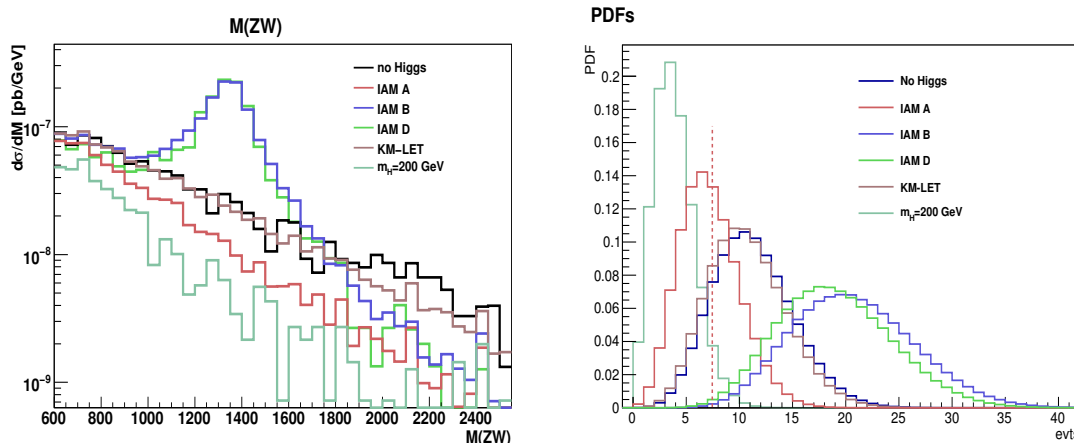 M(ZW)
dσ/dM [pb/GeV]
10⁻⁷
10⁻⁸
10⁻⁹
no Higgs
IAM A
IAM B
IAM D
KM–LET
m_H=200 GeV
600 800 1000 1200 1400 1600 1800 2000 2200 2400
M(ZW)
PDFs
PDF
0.2
0.18
0.16
0.14
0.12
0.1
0.08
0.06
0.04
0.02
0
No Higgs
IAM A
IAM B
IAM D
KM-LET
m_H=200 GeV
0 5 10 15 20 25 30 35 40
evts